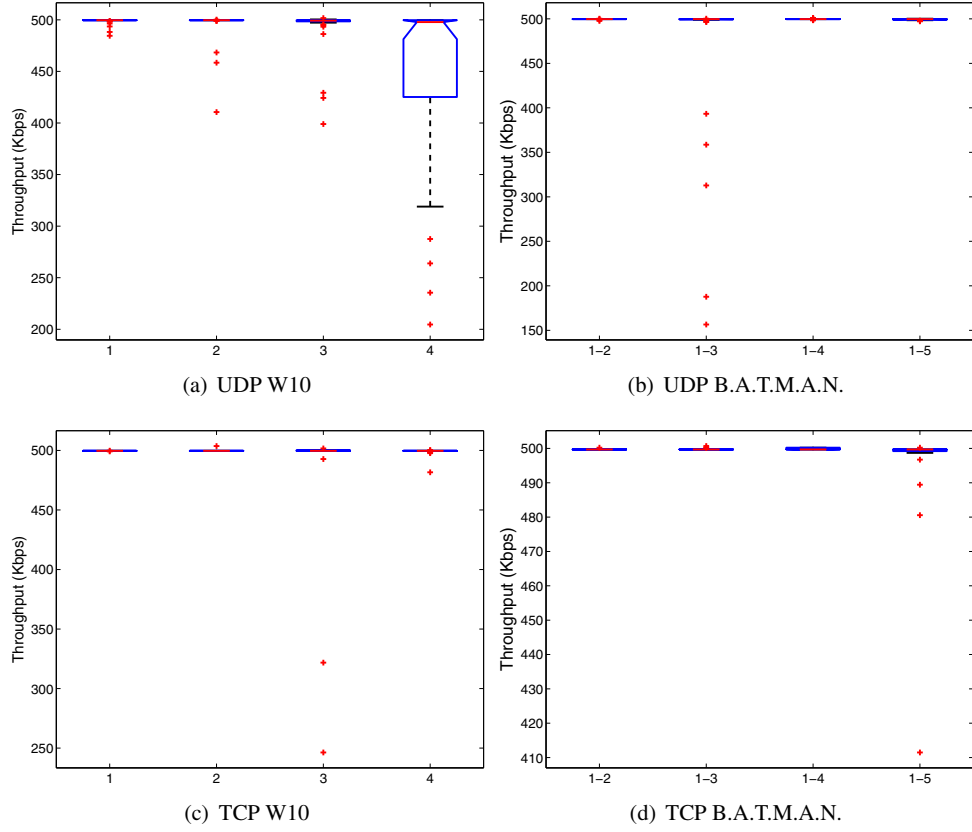 500
450
400
350
300
250
200
Throughput (Kbps)
1 2 3 4
(a) UDP W10
500
450
400
350
300
250
200
150
Throughput (Kbps)
1−2 1−3 1−4 1−5
(b) UDP B.A.T.M.A.N.
500
450
400
350
300
250
Throughput (Kbps)
1 2 3 4
(c) TCP W10
500
490
480
470
460
450
440
430
420
410
Throughput (Kbps)
1−2 1−3 1−4 1−5
(d) TCP B.A.T.M.A.N.